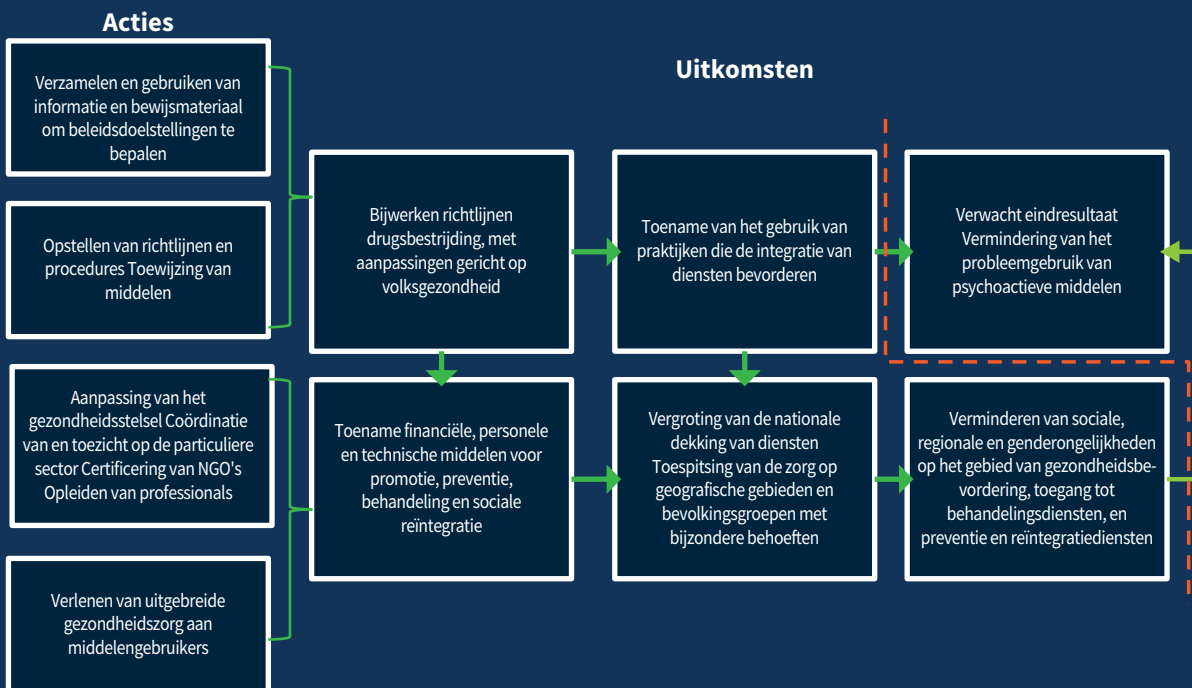 Acties
Verzamelen en gebruiken van
informatie en bewijsmateriaal
om beleidsdoelstellingen te
bepalen
Opstellen van richtlijnen en
procedures Toewijzing van
middelen
Aanpassing van het
gezondheidsstelsel Coördinatie
van en toezicht op de particuliere
sector Certificering van NGO's
Opleiden van professionals
Verlenen van uitgebreide
gezondheidszorg aan
middelengebruikers
Uitkomsten
Bijwerken richtlijnen
drugsbestrijding, met
aanpassingen gericht op
volksgezondheid
Toename van het gebruik van
praktijken die de integratie van
diensten bevorderen
Verwacht eindresultaat
Vermindering van het
probleemgebruik van
psychoactieve middelen
Toename financiële, personele
en technische middelen voor
promotie, preventie,
behandeling en sociale
reïntegratie
Vergroting van de nationale
dekking van diensten
Toespitsing van de zorg op
geografische gebieden en
bevolkingsgroepen met
bijzondere behoeften
Verminderen van sociale,
regionale en genderongelijkheden
op het gebied van gezondheidsbe-
vordering, toegang tot
behandelingsdiensten, en
preventie en reïntegratiediensten